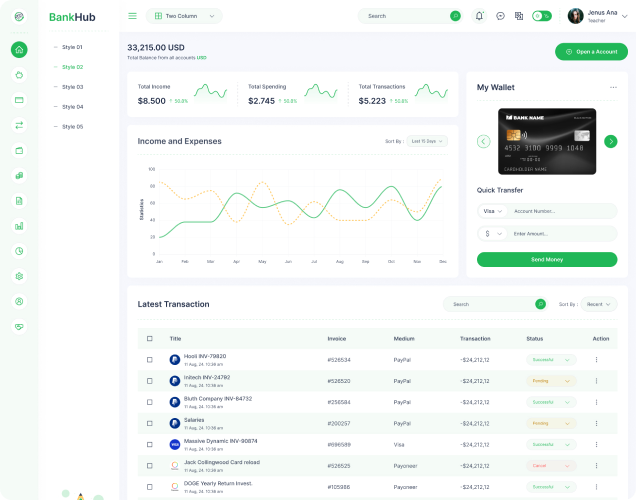 BankHub
Style 01
Style 02
Style 03
Style 04
Style 05
Two Column
Search
Jenus Ana
Teacher
33,215.00 USD
Total Balance from all accounts USD
Open a Account
Total Income
$8.500 ↑ 50.8%
Total Spending
$2.745 ↑ 50.8%
Total Transactions
$5.223 ↑ 50.8%
Income and Expenses
Sort By : Last 15 Days
Statistics
100
80
60
40
20
0
Jan Feb Mar Apr May Jun Jul Aug Sep Oct Nov Dec
My Wallet
BANK NAME
4532 3100 9999 1048
CARDHOLDER NAME
Quick Transfer
Visa Account Number...
$ Enter Amount...
Send Money
Latest Transaction
Search
Sort By : Recent
Title Invoice Medium Transaction Status Action
Hooli INV-79820
11 Aug, 24. 10:36 am
#526534 PayPal -$24,212,12 Successful
Initech INV-24792
11 Aug, 24. 10:36 am
#526520 PayPal -$24,212,12 Pending
Bluth Company INV-84732
11 Aug, 24. 10:36 am
#256584 PayPal -$24,212,12 Successful
Salaries
11 Aug, 24. 10:36 am
#200257 PayPal -$24,212,12 Pending
Massive Dynamic INV-90874
11 Aug, 24. 10:36 am
#696589 Visa -$24,212,12 Successful
Jack Collingwood Card reload
11 Aug, 24. 10:36 am
#526525 Payoneer -$24,212,12 Cancel
DOGE Yearly Return Invest.
11 Aug, 24. 10:36 am
#105986 Payoneer -$24,212,12 Successful